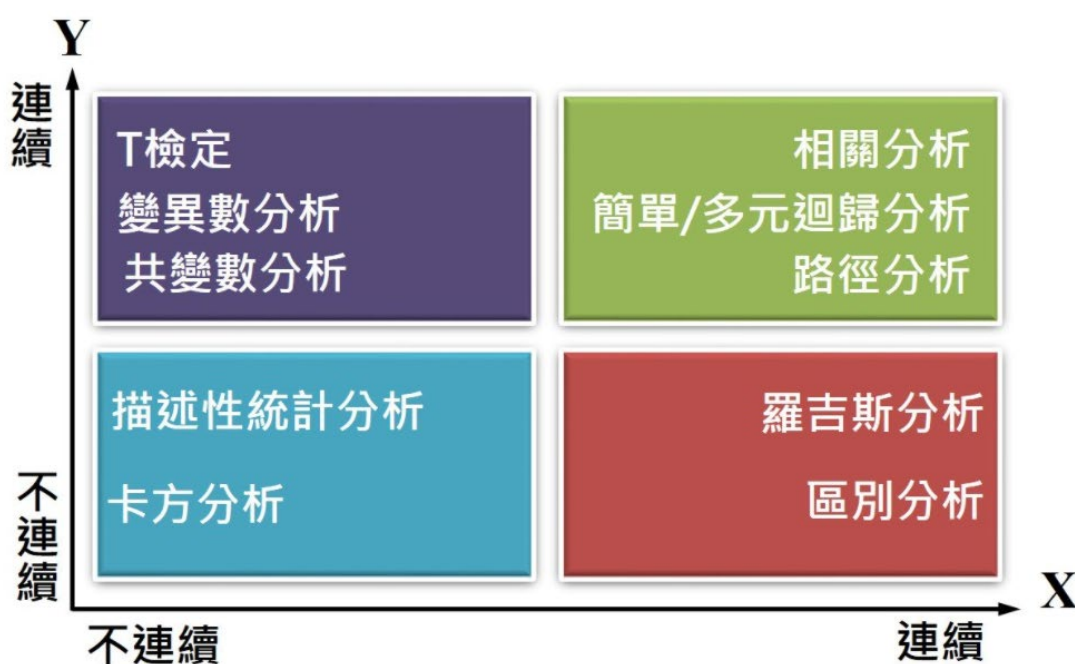 Y
連續
T檢定
變異數分析
共變數分析
相關分析
簡單/多元迴歸分析
路徑分析
描述性統計分析
卡方分析
羅吉斯分析
區別分析
不連續
X
不連續
連續